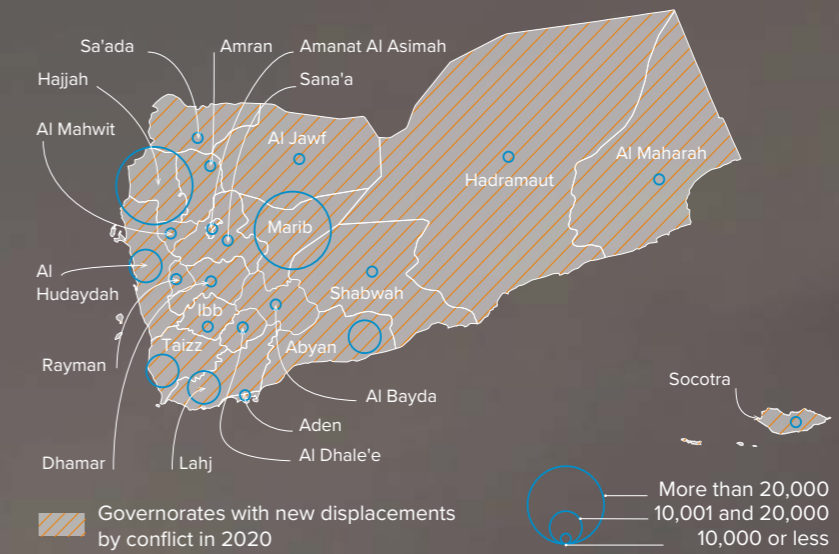 Sa'ada
Amran
Amanat Al Asimah
Hajjah
Sana'a
Al Mahwit
Al Jawf
Al Maharah
Hadramaut
Marib
Al
Hudaydah
Shabwah
Ibb
Taizz
Abyan
Rayman
Socotra
Al Bayda
Aden
Al Dhale'e
Dhamar
Lahj
More than 20,000
10,001 and 20,000
10,000 or less
Governorates with new displacements
by conflict in 2020